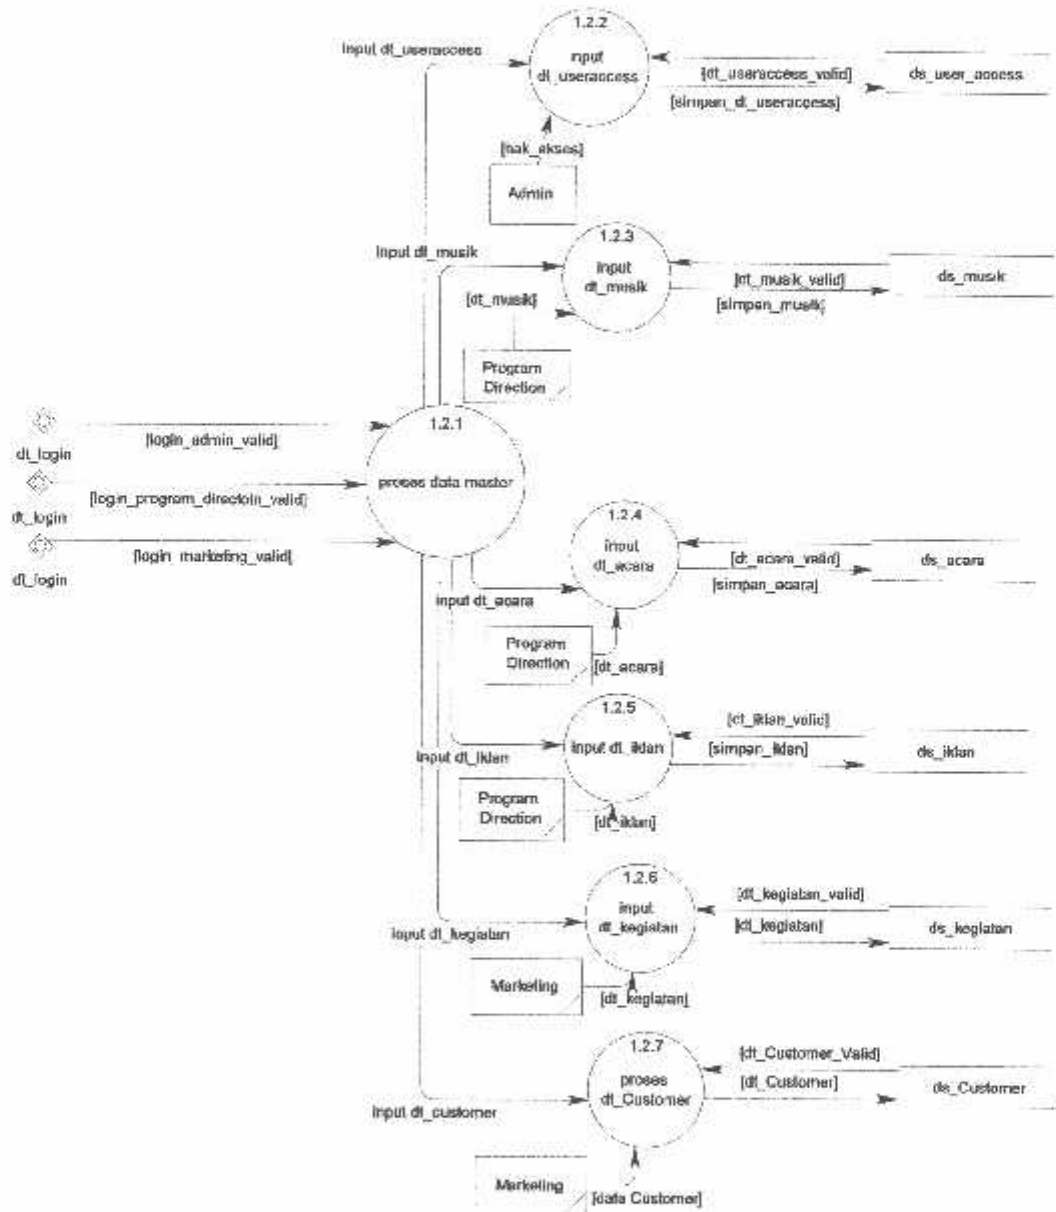 1.2.2
input
dt_useraccess
input dt_useraccess
[dt_useraccess_valid]
[simpan_dt_useraccess]
ds_user_access
[hak_akses]
Admin
1.2.3
input
dt_musik
input dt_musik
[dt_musik_valid]
[simpan_musik]
ds_musik
[dt_musik]
Program
Direction
1.2.1
proses data master
dt_login
[login_admin_valid]
dt_login
[login_program_directoin_valid]
dt_login
[login_marketing_valid]
1.2.4
input
dt_acara
input dt_acara
[dt_acara_valid]
[simpan_acara]
ds_acara
Program
Direction
[dt_acara]
1.2.5
input dt_iklan
input dt_iklan
[dt_iklan_valid]
[simpan_iklan]
ds_iklan
Program
Direction
[dt_iklan]
1.2.6
input
dt_kegiatan
input dt_kegiatan
[dt_kegiatan_valid]
[dt_kegiatan]
ds_kegiatan
Marketing
[dt_kegiatan]
1.2.7
proses
dt_Customer
input dt_customer
[dt_Customer_Valid]
[dt_Customer]
ds_Customer
Marketing
[data Customer]